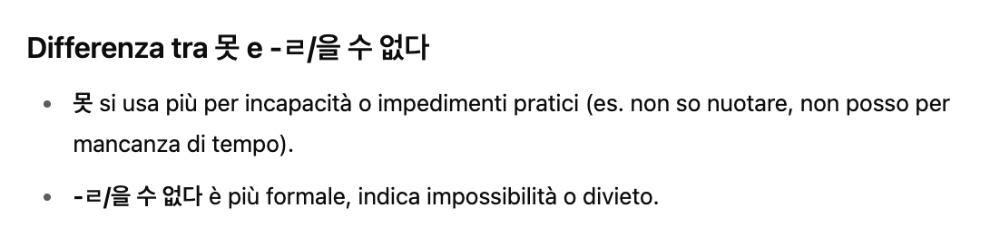 Differenza tra 못 e -ㄹ/을 수 없다
• 못 si usa più per incapacità o impedimenti pratici (es. non so nuotare, non posso per
mancanza di tempo).
• -ㄹ/을 수 없다 è più formale, indica impossibilità o divieto.